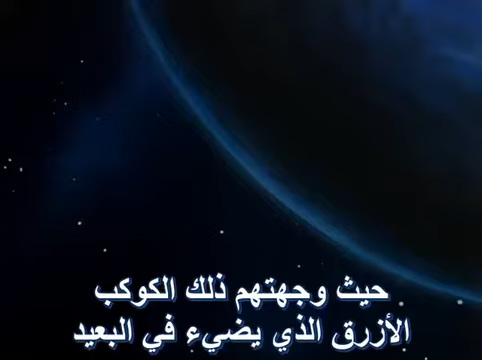 حيث وجهتهم ذلك الكوكب
الأزرق الذي يضيء في البعيد